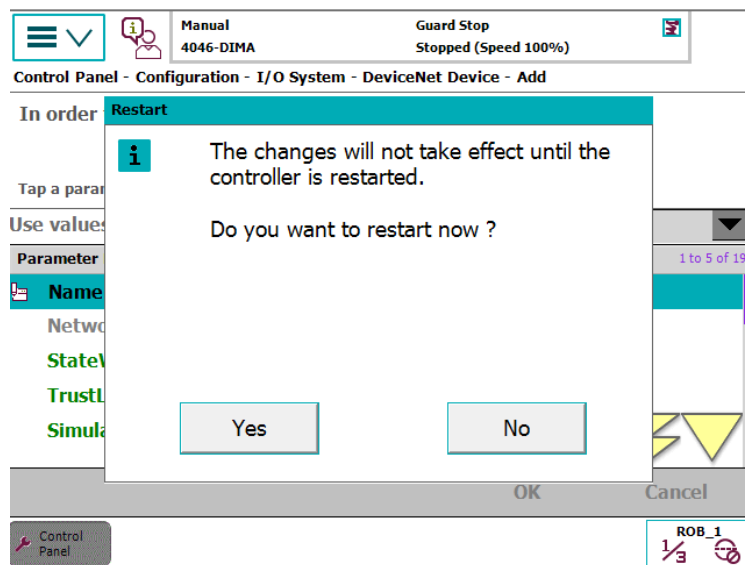 Manual
4046-DIMA
Guard Stop
Stopped (Speed 100%)
Control Panel - Configuration - I/O System - DeviceNet Device - Add
In order
Restart
The changes will not take effect until the
controller is restarted.
Tap a parar
Use values
Do you want to restart now ?
Parameter
1 to 5 of 19
Name
Netwo
StateW
TrustL
Simula
Yes
No
OK
Cancel
Control
Panel
ROB_1
1/3